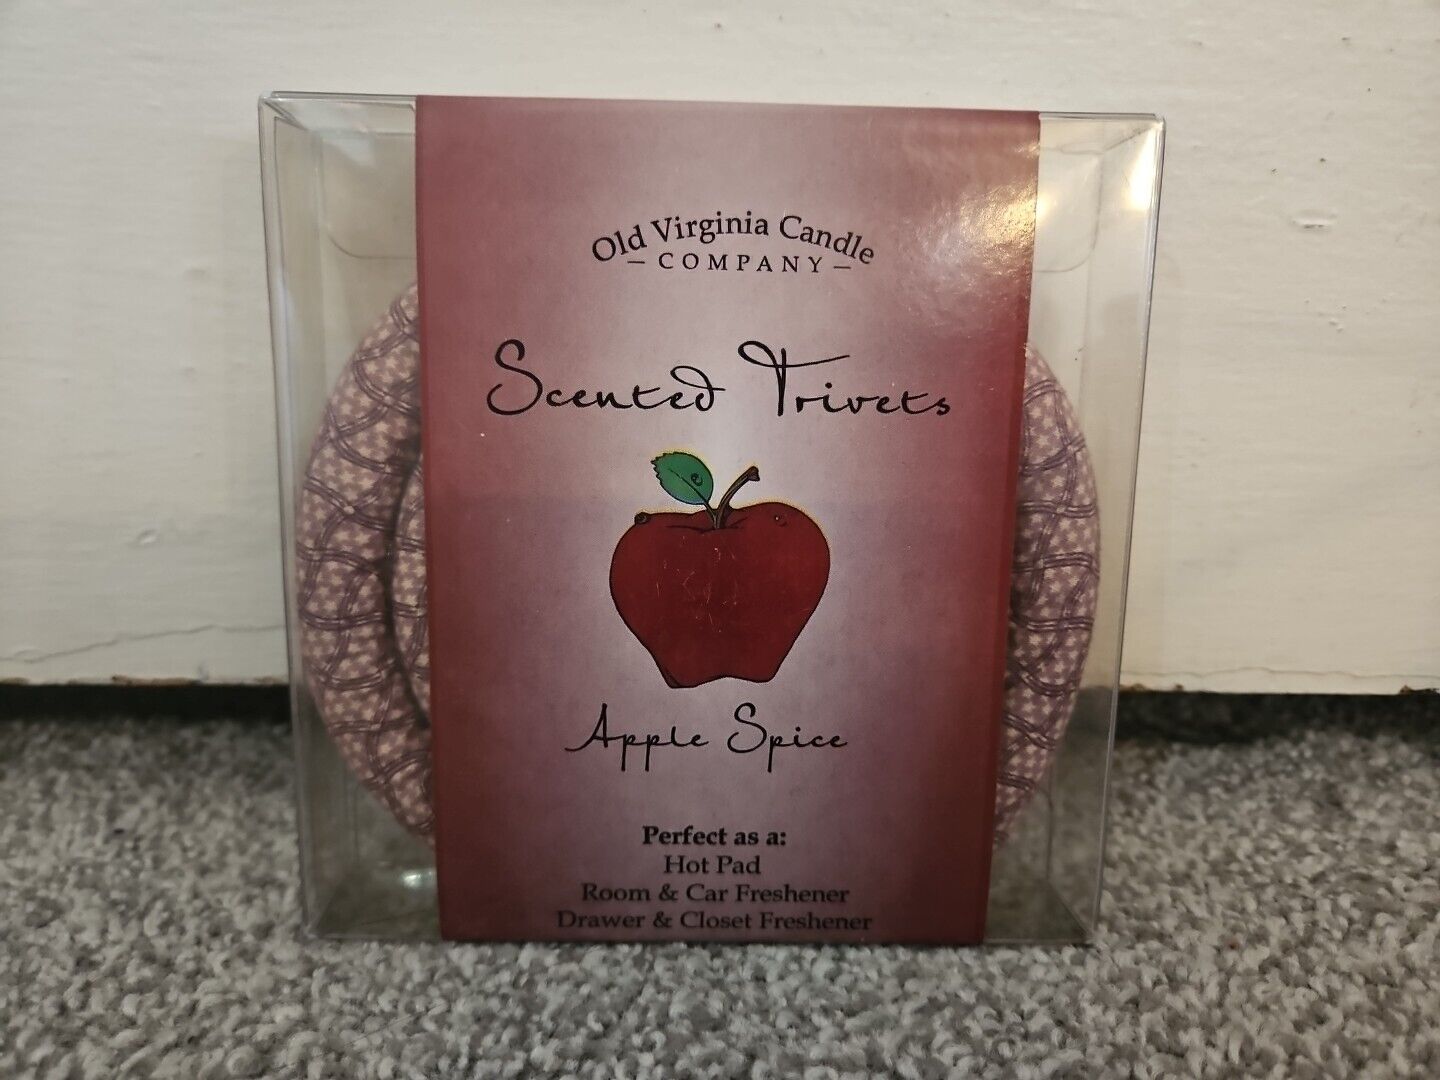 Old Virginia Candle
— COMPANY —
Scented Trivets
Apple Spice
Perfect as a:
Hot Pad
Room & Car Freshener
Drawer & Closet Freshener